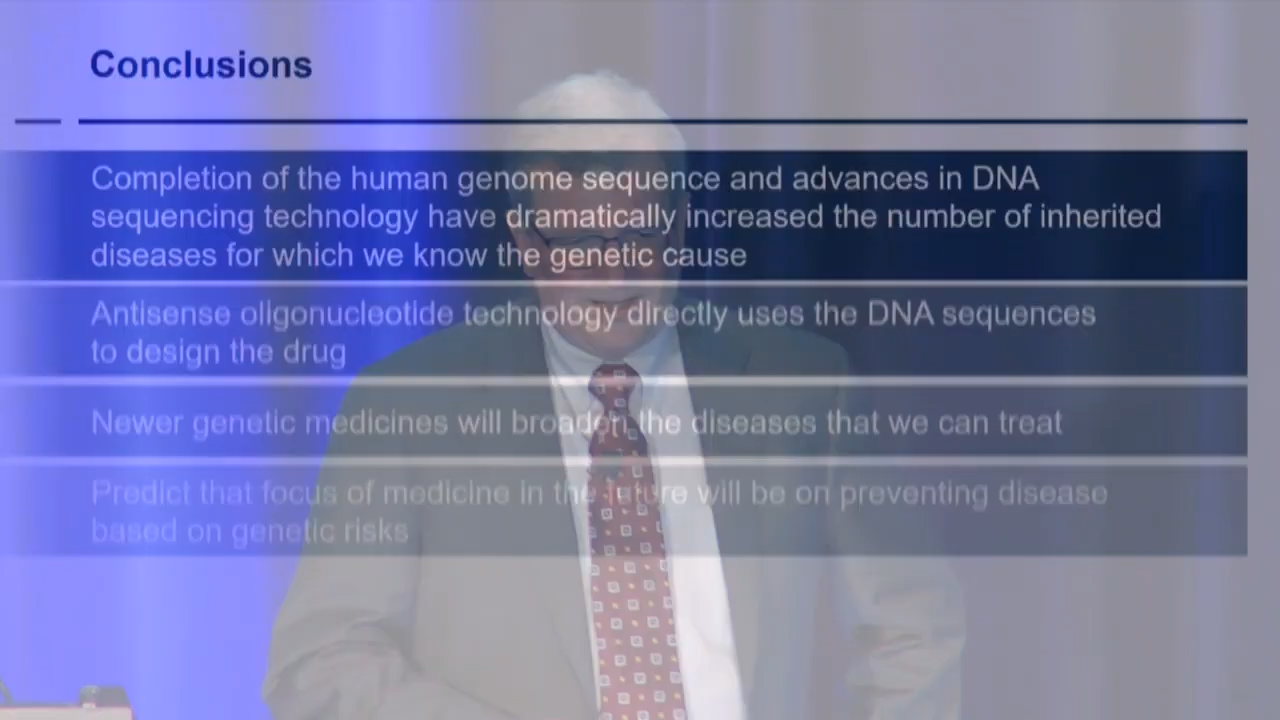 Conclusions
Completion of the human genome sequence and advances in DNA
sequencing technology have dramatically increased the number of inherited
diseases for which we know the genetic cause
Antisense oligonucleotide technology directly uses the DNA sequences
to design the drug
Newer genetic medicines will broaden the diseases that we can treat
Predict that focus of medicine in the future will be on preventing disease
based on genetic risks